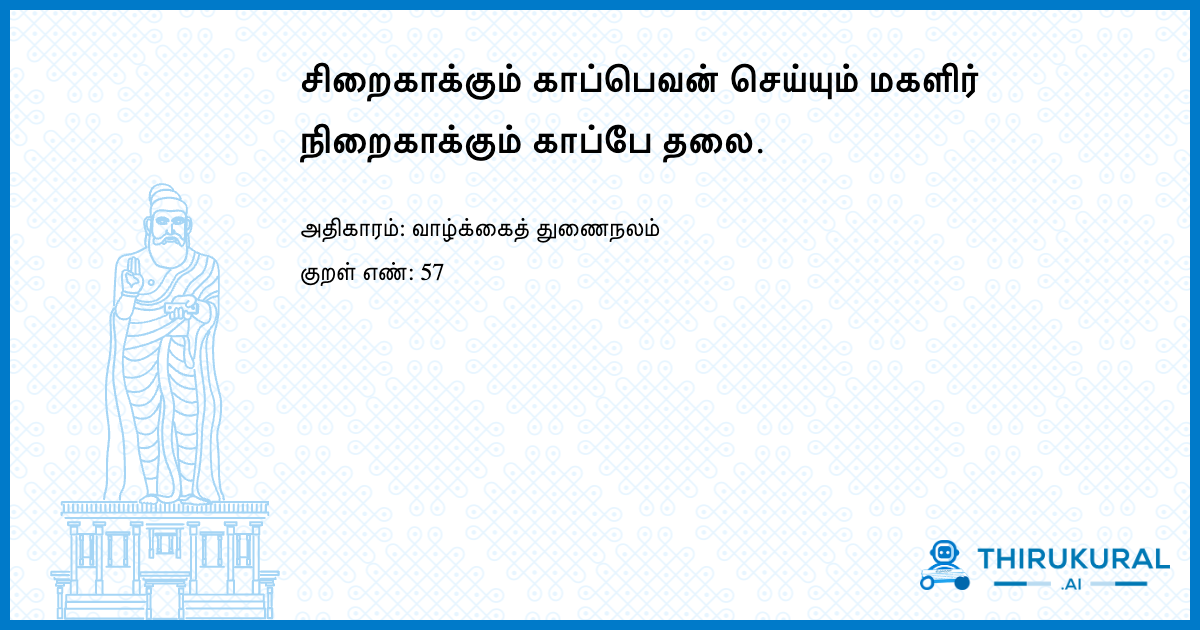 சிறைகாக்கும் காப்பெவன் செய்யும் மகளிர்
நிறைகாக்கும் காப்பே தலை.
அதிகாரம்: வாழ்க்கைத் துணைநலம்
குறள் எண்: 57
THIRUKURAL
.AI